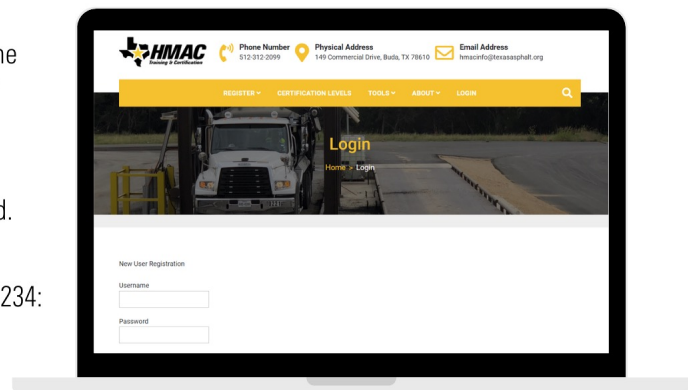 ne
d.
234:
HMAC
Training & Certification
Phone Number
512-312-2099
Physical Address
149 Commercial Drive, Buda, TX 78610
Email Address
hmacinfo@texasasphalt.org
REGISTER CERTIFICATION LEVELS TOOLS ABOUT LOGIN
Login
Home > Login
New User Registration
Username
Password